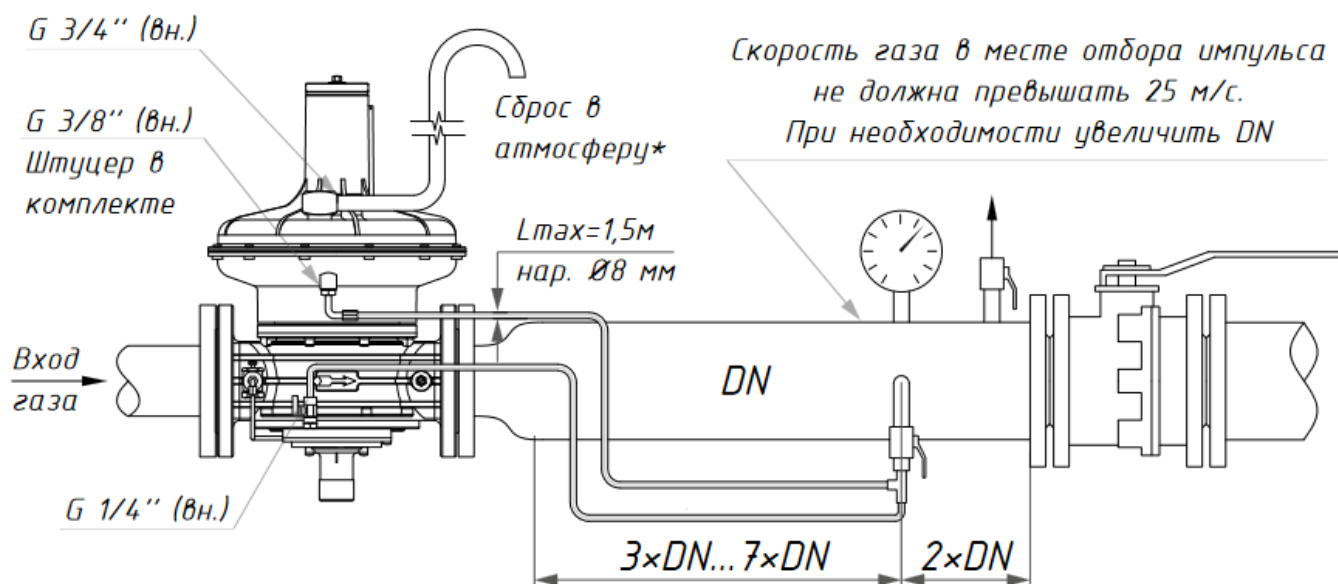 G 3/4'' (вн.)
G 3/8'' (вн.)
Штуцер в
комплекте
Сброс в
атмосферу*
Скорость газа в месте отбора импульса
не должна превышать 25 м/с.
При необходимости увеличить DN
Lmax=1,5м
нар. Ø8 мм
Вход
газа
DN
G 1/4'' (вн.)
3×DN...7×DN
2×DN